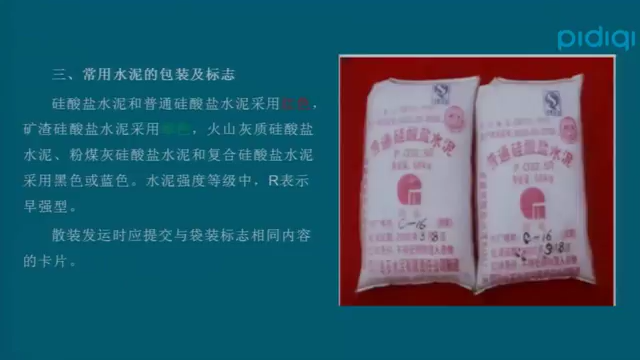 pidiqi
三、常用水泥的包装及标志
硅酸盐水泥和普通硅酸盐水泥采用红色，
矿渣硅酸盐水泥采用绿色，火山灰质硅酸盐
水泥、粉煤灰硅酸盐水泥和复合硅酸盐水泥
采用黑色或蓝色。水泥强度等级中，R表示
早强型。
散装发运时应提交与袋装标志相同内容
的卡片。
普通硅酸盐水泥
C-16
普通硅酸盐水泥
C-16